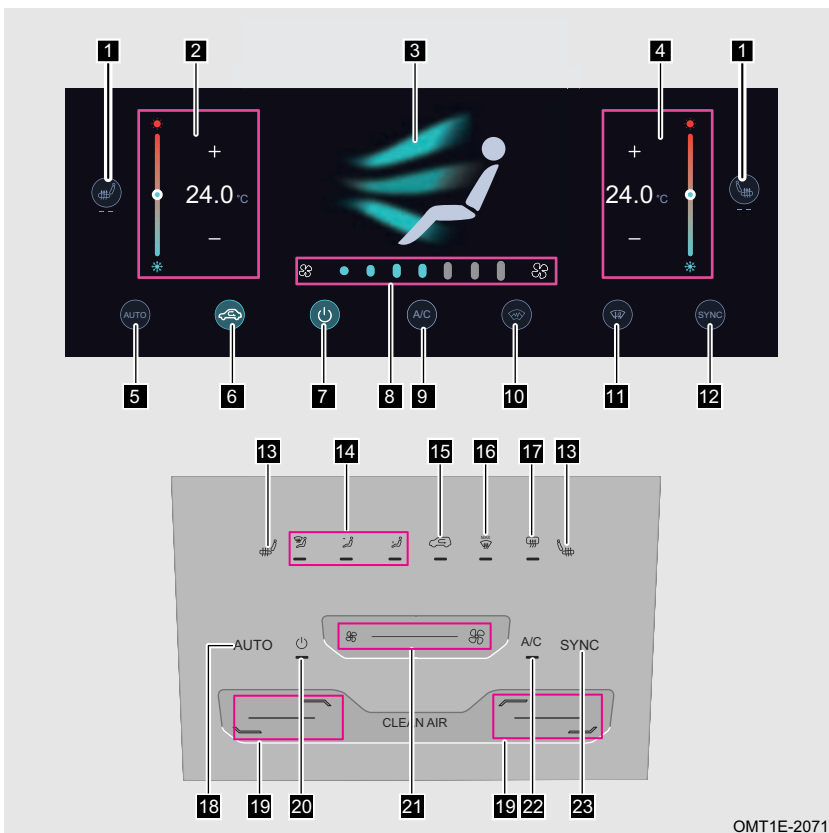 1 2 3 4 1
+ +
24.0 °C 24.0 °C
− −
AUTO A/C SYNC
5 6 7 8 9 10 11 12
13 14 15 16 17 13
MAX
AUTO A/C SYNC
CLEAN AIR
18 19 20 21 19 22 23
OMT1E-2071